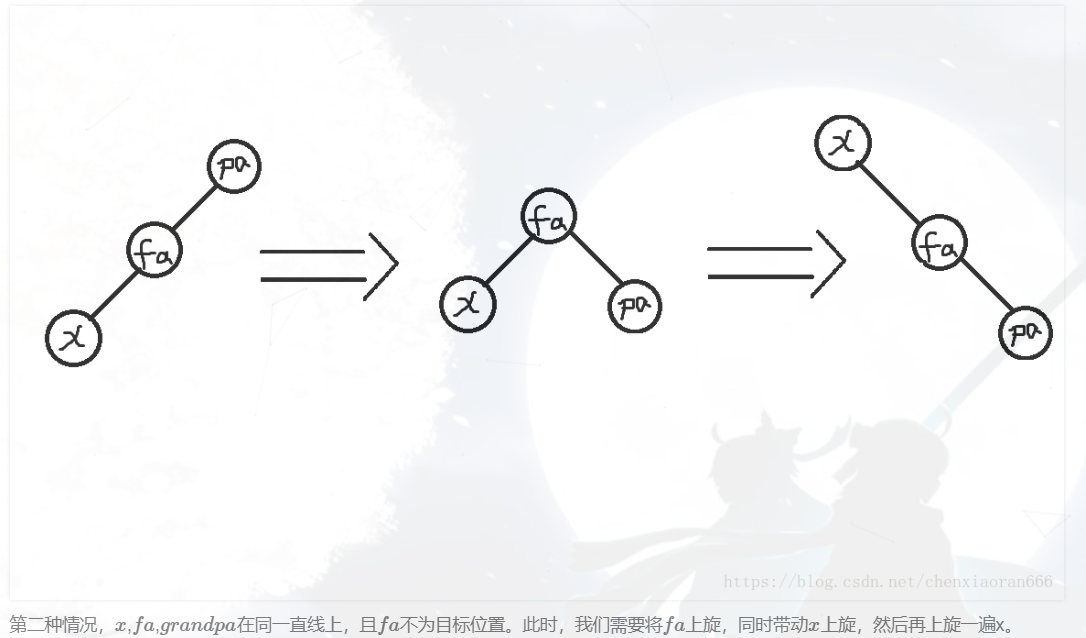 pa
fa
x
fa
x
pa
x
fa
pa
https://blog.csdn.net/chenxiaoran666
第二种情况，x,fa,grandpa在同一直线上，且fa不为目标位置。此时，我们需要将fa上旋，同时带动x上旋，然后再上旋一遍x。